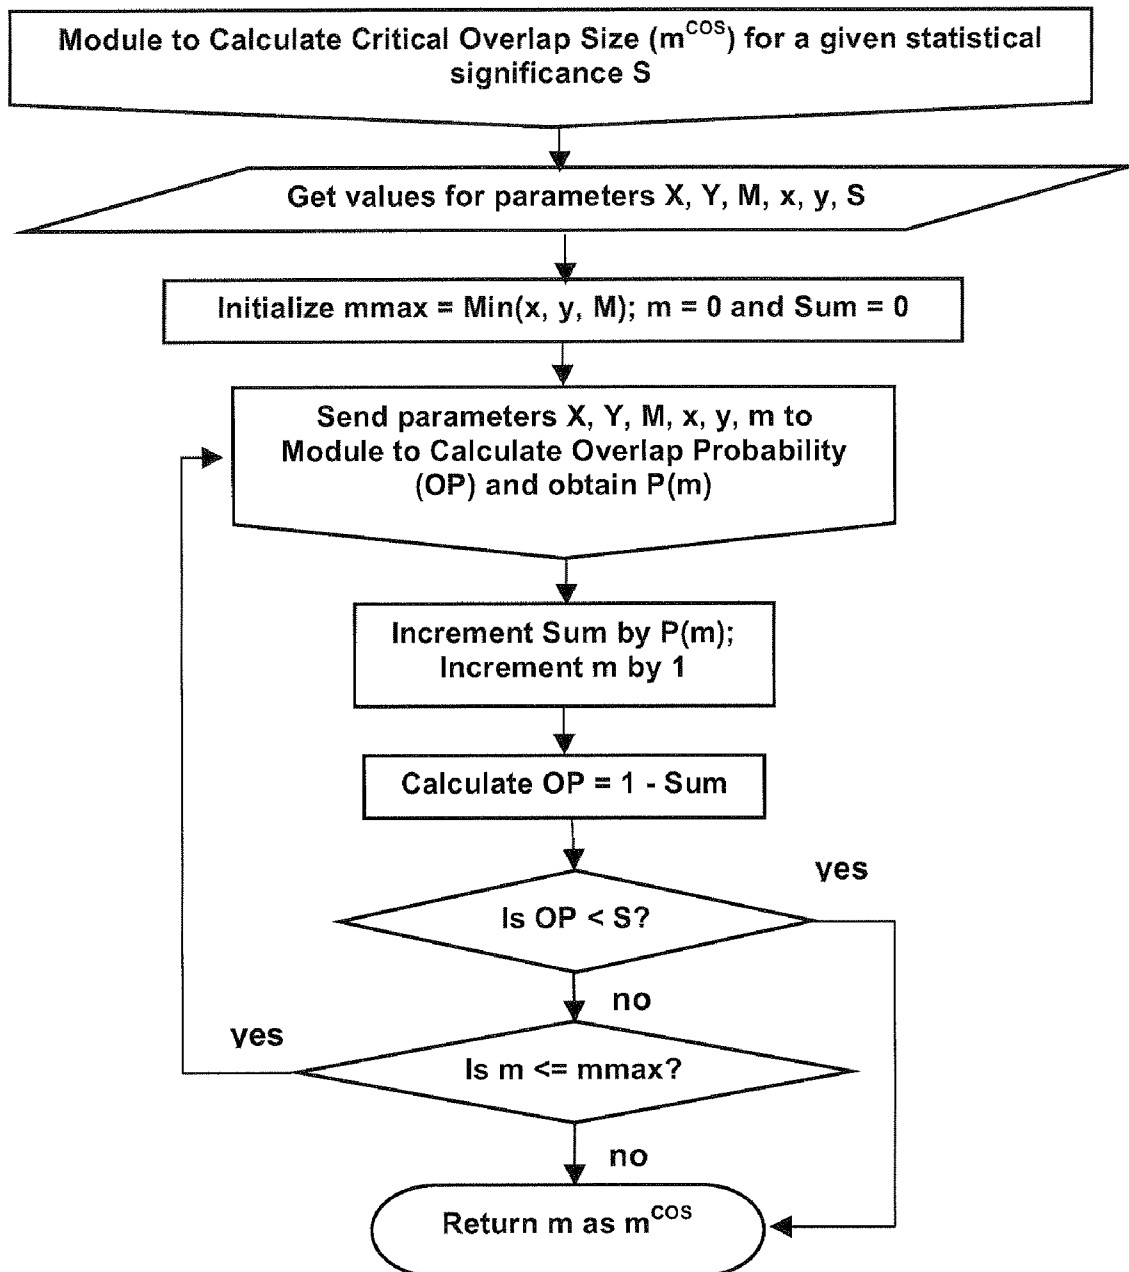 Module to Calculate Critical Overlap Size (m^COS) for a given statistical
significance S
Get values for parameters X, Y, M, x, y, S
Initialize mmax = Min(x, y, M); m = 0 and Sum = 0
Send parameters X, Y, M, x, y, m to
Module to Calculate Overlap Probability
(OP) and obtain P(m)
Increment Sum by P(m);
Increment m by 1
Calculate OP = 1 - Sum
yes
Is OP < S?
no
yes
Is m <= mmax?
no
Return m as m^COS